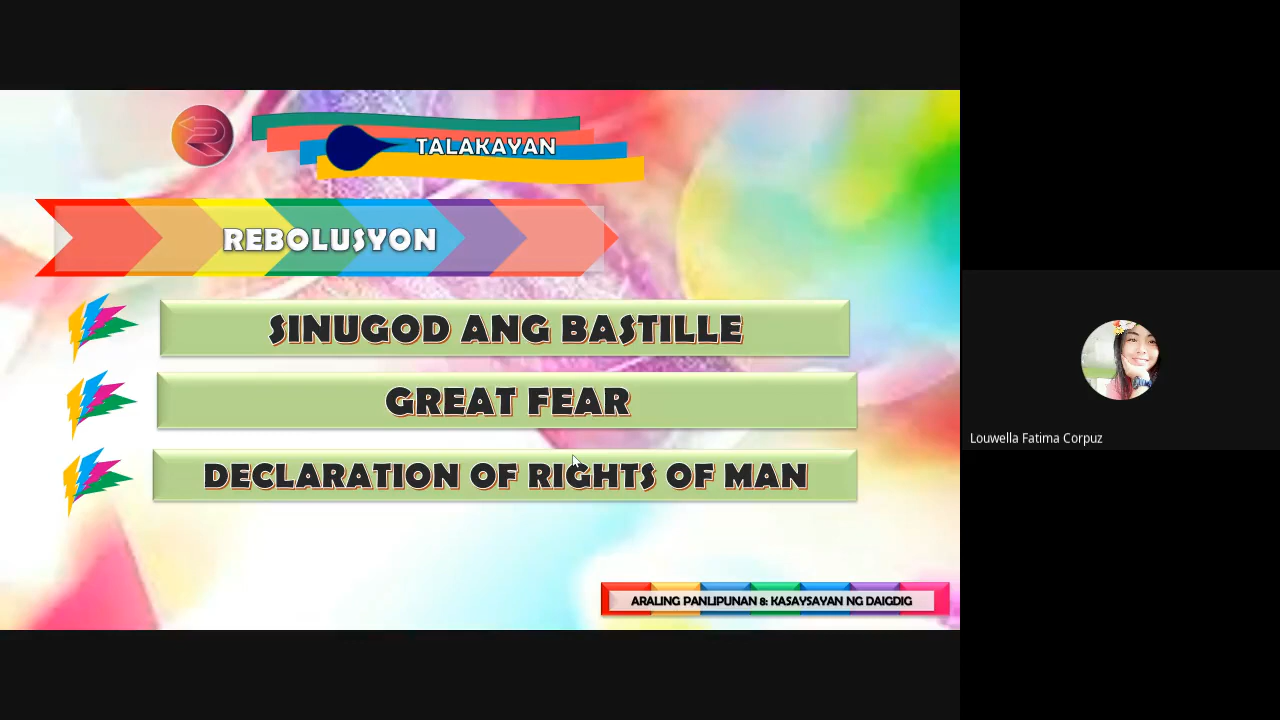 TALAKAYAN
REBOLUSYON
SINUGOD ANG BASTILLE
GREAT FEAR
DECLARATION OF RIGHTS OF MAN
ARALING PANLIPUNAN 8: KASAYSAYAN NG DAIGDIG
Louwella Fatima Corpuz